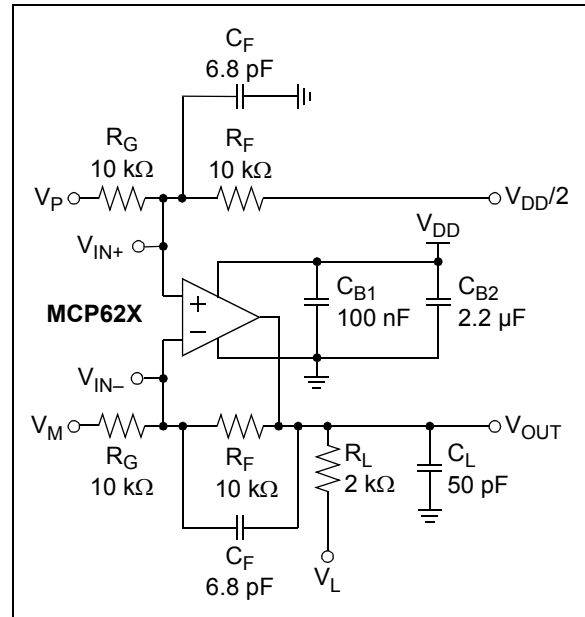 C_F
6.8 pF
R_G
10 kΩ
R_F
10 kΩ
V_P
V_DD/2
V_DD
V_IN+
C_B1
100 nF
C_B2
2.2 µF
MCP62X
+
−
V_IN–
V_M
V_OUT
R_G
10 kΩ
R_F
10 kΩ
R_L
2 kΩ
C_L
50 pF
C_F
6.8 pF
V_L